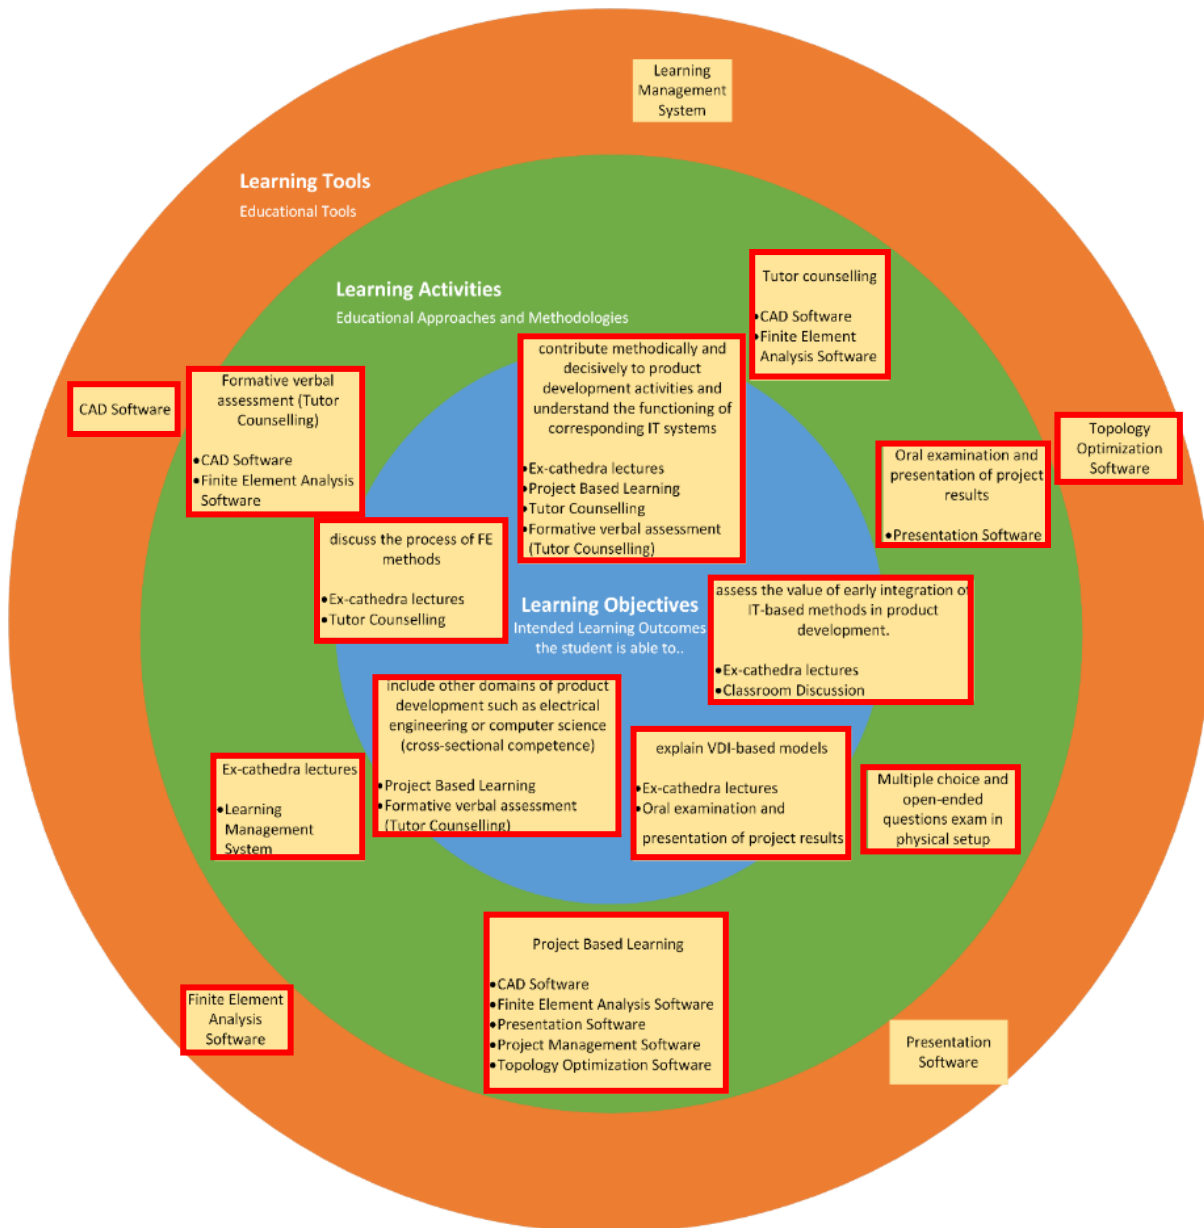 Learning
Management
System
Learning Tools
Educational Tools
Learning Activities
Educational Approaches and Methodologies
Tutor counselling
•CAD Software
•Finite Element
Analysis Software
contribute methodically and
decisively to product
development activities and
understand the functioning of
corresponding IT systems
•Ex-cathedra lectures
•Project Based Learning
•Tutor Counselling
•Formative verbal assessment
(Tutor Counselling)
CAD Software
Formative verbal
assessment (Tutor
Counselling)
•CAD Software
•Finite Element Analysis
Software
Topology
Optimization
Software
Oral examination and
presentation of project
results
•Presentation Software
discuss the process of FE
methods
•Ex-cathedra lectures
•Tutor Counselling
Learning Objectives
Intended Learning Outcomes
the student is able to..
assess the value of early integration of
IT-based methods in product
development.
•Ex-cathedra lectures
•Classroom Discussion
include other domains of product
development such as electrical
engineering or computer science
(cross-sectional competence)
•Project Based Learning
•Formative verbal assessment
(Tutor Counselling)
explain VDI-based models
•Ex-cathedra lectures
•Oral examination and
presentation of project results
Ex-cathedra lectures
•Learning
Management
System
Multiple choice and
open-ended
questions exam in
physical setup
Project Based Learning
•CAD Software
•Finite Element Analysis Software
•Presentation Software
•Project Management Software
•Topology Optimization Software
Finite Element
Analysis
Software
Presentation
Software